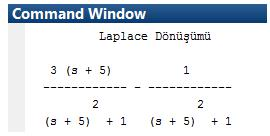 Command Window
Laplace Dönüşümü
3 (s + 5) 1
------------ - ------------
2 2
(s + 5) + 1 (s + 5) + 1